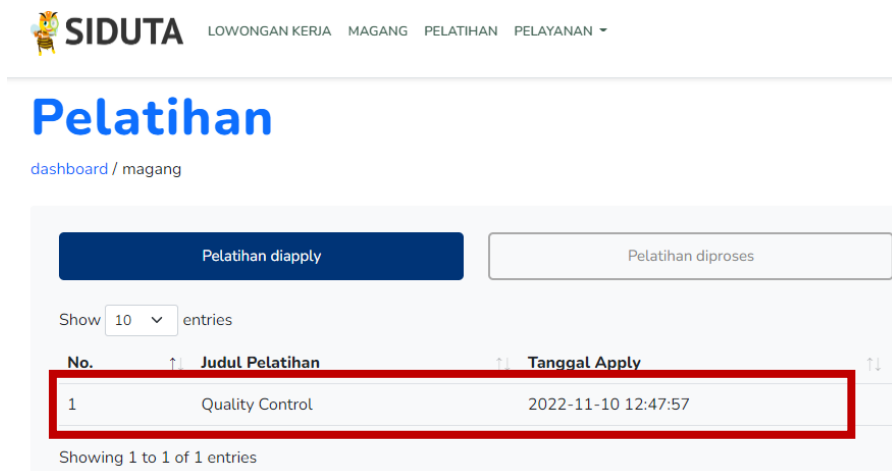 SIDUTA LOWONGAN KERJA MAGANG PELATIHAN PELAYANAN
Pelatihan
dashboard / magang
Pelatihan diapply Pelatihan diproses
Show 10 entries
No. Judul Pelatihan Tanggal Apply
1 Quality Control 2022-11-10 12:47:57
Showing 1 to 1 of 1 entries